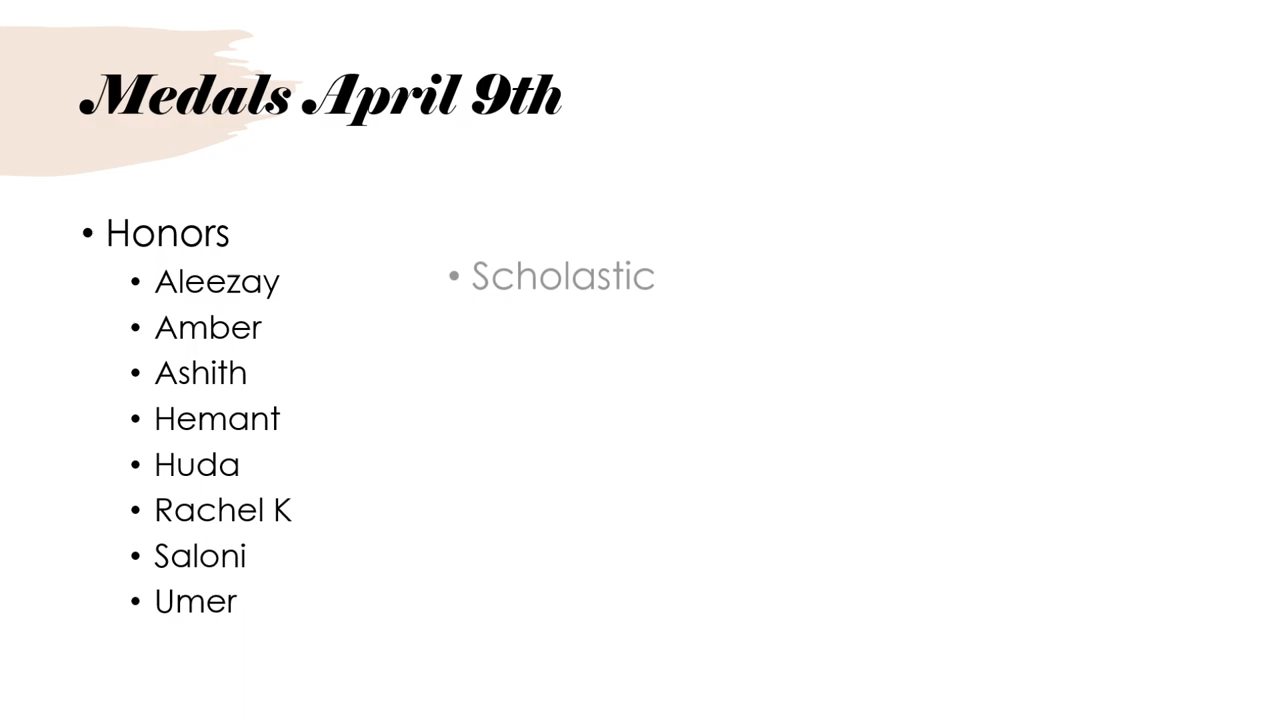 Medals April 9th
• Honors
• Aleezay
• Amber
• Ashith
• Hemant
• Huda
• Rachel K
• Saloni
• Umer
• Scholastic